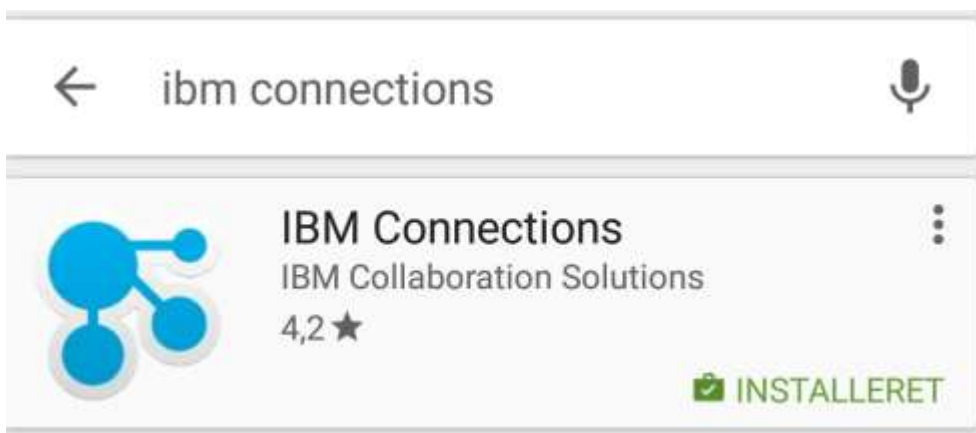 ibm connections
IBM Connections
IBM Collaboration Solutions
4,2
INSTALLERET